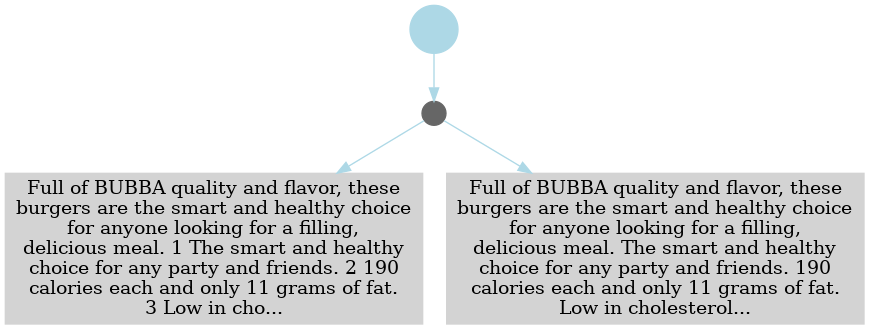 Full of BUBBA quality and flavor, these
burgers are the smart and healthy choice
for anyone looking for a filling,
delicious meal. 1 The smart and healthy
choice for any party and friends. 2 190
calories each and only 11 grams of fat.
3 Low in cho...
Full of BUBBA quality and flavor, these
burgers are the smart and healthy choice
for anyone looking for a filling,
delicious meal. The smart and healthy
choice for any party and friends. 190
calories each and only 11 grams of fat.
Low in cholesterol...